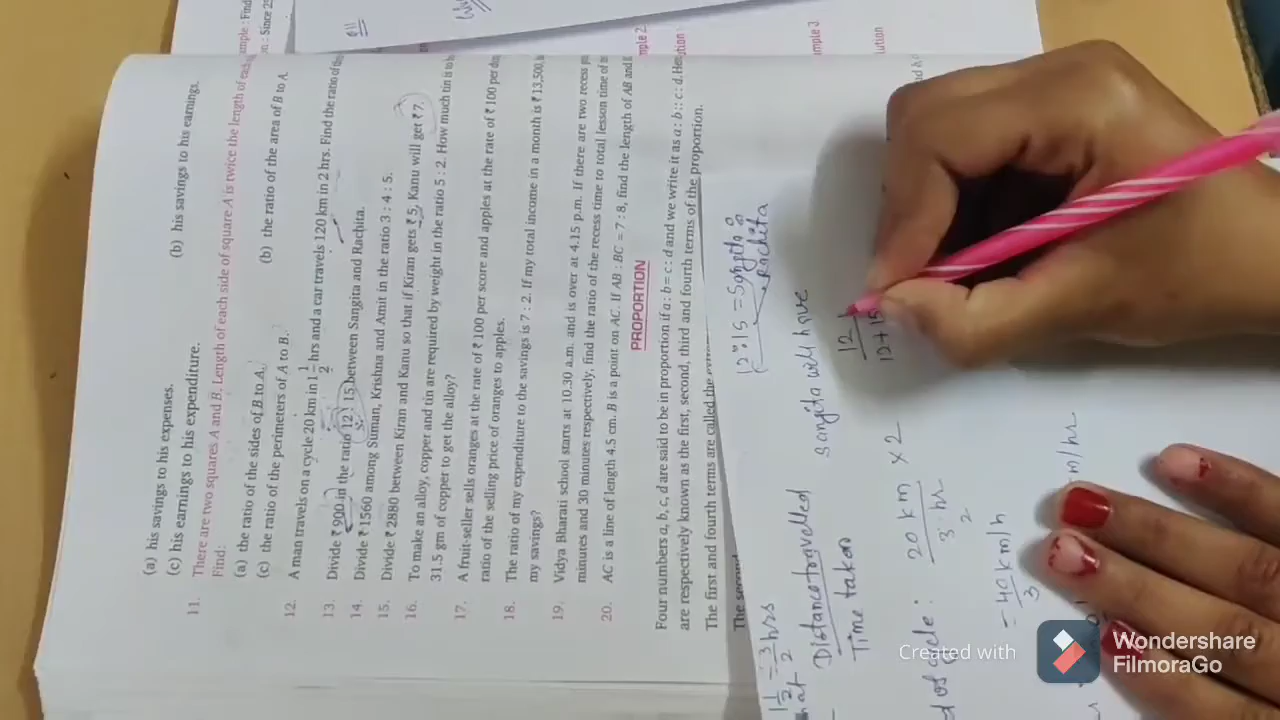 (a) his savings to his expenses.
(b) his savings to his earnings.
(c) his earnings to his expenditure.
11. There are two squares A and B. Length of each side of square A is twice the length of each
Find:
(a) the ratio of the sides of B to A.
(b) the ratio of the area of B to A.
(c) the ratio of the perimeters of A to B.
12. A man travels on a cycle 20 km in 1 1/2 hrs and a car travels 120 km in 2 hrs. Find the ratio of
13. Divide ₹ 900 in the ratio 12 : 15 between Sangita and Rachita.
14. Divide ₹ 1560 among Suman, Krishna and Amit in the ratio 3 : 4 : 5.
15. Divide ₹ 2880 between Kiran and Kanu so that if Kiran gets ₹ 5, Kanu will get ₹ 7.
16. To make an alloy, copper and tin are required by weight in the ratio 5 : 2. How much tin is to
31.5 gm of copper to get the alloy?
17. A fruit-seller sells oranges at the rate of ₹ 100 per score and apples at the rate of ₹ 100 per
ratio of the selling price of oranges to apples.
18. The ratio of my expenditure to the savings is 7 : 2. If my total income in a month is ₹ 13,500,
my savings?
19. Vidya Bharati school starts at 10.30 a.m. and is over at 4.15 p.m. If there are two recess
minutes and 30 minutes respectively, find the ratio of the recess time to total lesson time of
20. AC is a line of length 4.5 cm. B is a point on AC. If AB : BC = 7 : 8, find the length of AB and
PROPORTION
Four numbers a, b, c, d are said to be in proportion if a : b = c : d and we write it as a : b :: c : d.
are respectively known as the first, second, third and fourth terms of the proportion.
The first and fourth terms are called the
The second
1 1/2 = 3/2 hrs
Distance travelled
Time taken
of cycle : 20 km / 3 hr × 2
2
= 40/3 km/h
m/hr
12:15 = Sangita :
Rachita
Sangita will have
12
12+15
mple 2
mple 3
ution
Created with
Wondershare
FilmoraGo